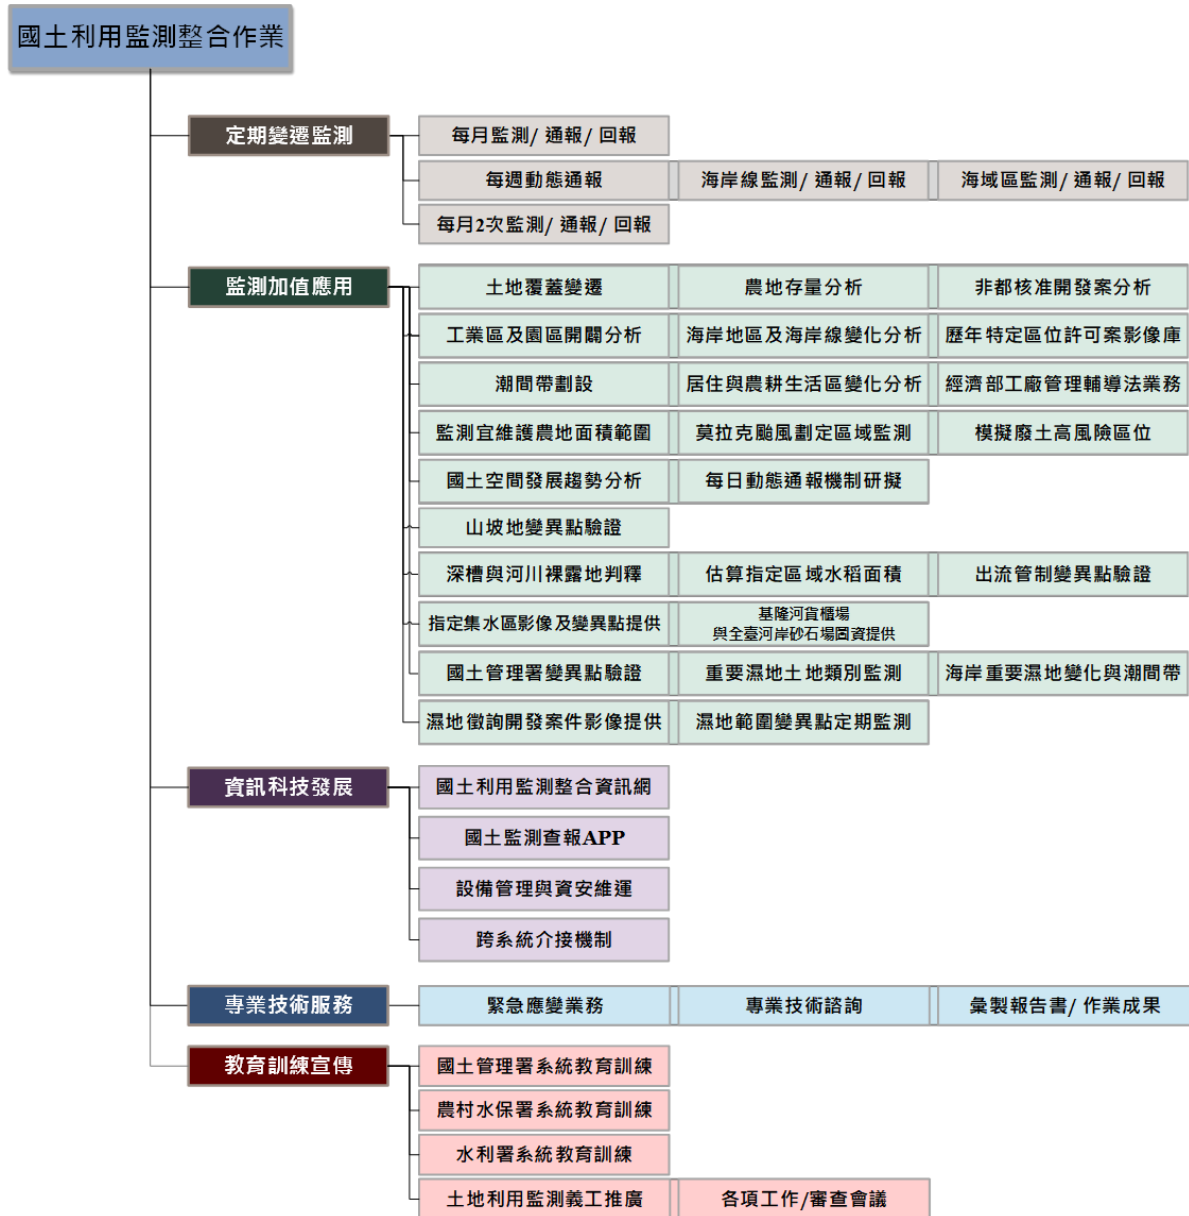 國土利用監測整合作業
定期變遷監測
每月監測/ 通報/ 回報
每週動態通報
海岸線監測/ 通報/ 回報
海域區監測/ 通報/ 回報
每月2次監測/ 通報/ 回報
監測加值應用
土地覆蓋變遷
農地存量分析
非都核准開發案分析
工業區及園區開闢分析
海岸地區及海岸線變化分析
歷年特定區位許可案影像庫
潮間帶劃設
居住與農耕生活區變化分析
經濟部工廠管理輔導法業務
監測宜維護農地面積範圍
莫拉克颱風劃定區域監測
模擬廢土高風險區位
國土空間發展趨勢分析
每日動態通報機制研擬
山坡地變異點驗證
深槽與河川裸露地判釋
估算指定區域水稻面積
出流管制變異點驗證
指定集水區影像及變異點提供
基隆河貨櫃場
與全臺河岸砂石場圖資提供
國土管理署變異點驗證
重要濕地土地類別監測
海岸重要濕地變化與潮間帶
濕地徵詢開發案件影像提供
濕地範圍變異點定期監測
資訊科技發展
國土利用監測整合資訊網
國土監測查報APP
設備管理與資安維運
跨系統介接機制
專業技術服務
緊急應變業務
專業技術諮詢
彙製報告書/ 作業成果
教育訓練宣傳
國土管理署系統教育訓練
農村水保署系統教育訓練
水利署系統教育訓練
土地利用監測義工推廣
各項工作/審查會議